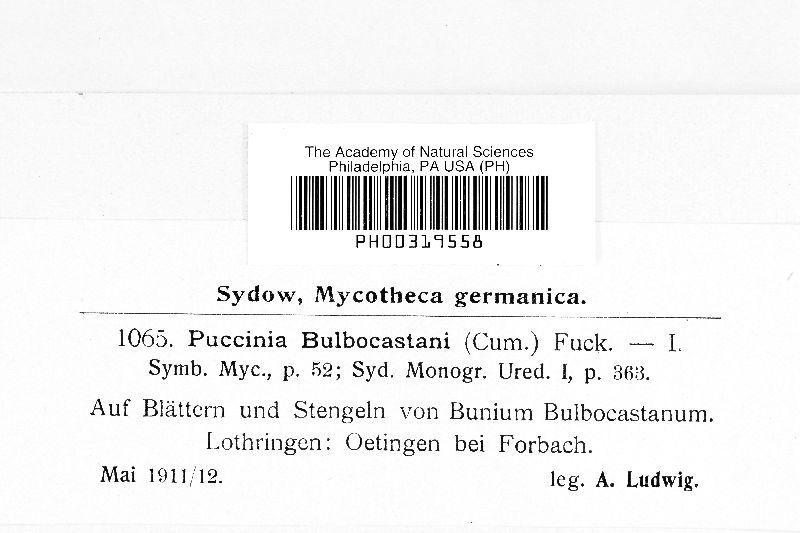 The Academy of Natural Sciences
Philadelphia, PA USA (PH)
PH00319558
Sydow, Mycotheca germanica.
1065. Puccinia Bulbocastani (Cum.) Fuck. — I.
Symb. Myc., p. 52; Syd. Monogr. Ured. I, p. 363.
Auf Blättern und Stengeln von Bunium Bulbocastanum.
Lothringen: Oetingen bei Forbach.
Mai 1911/12. leg. A. Ludwig.